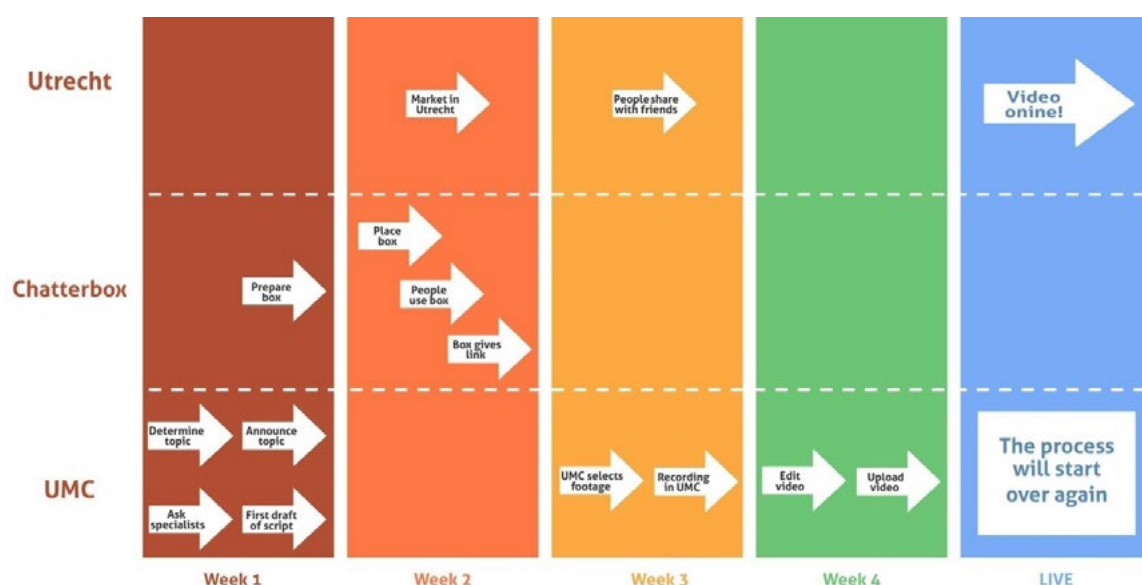 Utrecht
Market in
Utrecht
People share
with friends
Video
onine!
Chatterbox
Prepare
box
Place
box
People
use box
Box gives
link
UMC
Determine
topic
Announce
topic
Ask
specialists
First draft
of script
UMC selects
footage
Recording
in UMC
Edit
video
Upload
video
The process
will start
over again
Week 1
Week 2
Week 3
Week 4
LIVE